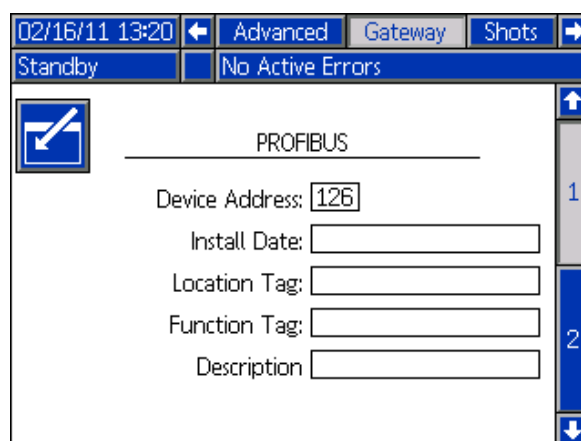 02/16/11 13:20 Advanced Gateway Shots
Standby No Active Errors
PROFIBUS
Device Address: 126
Install Date:
Location Tag:
Function Tag:
Description
1
2